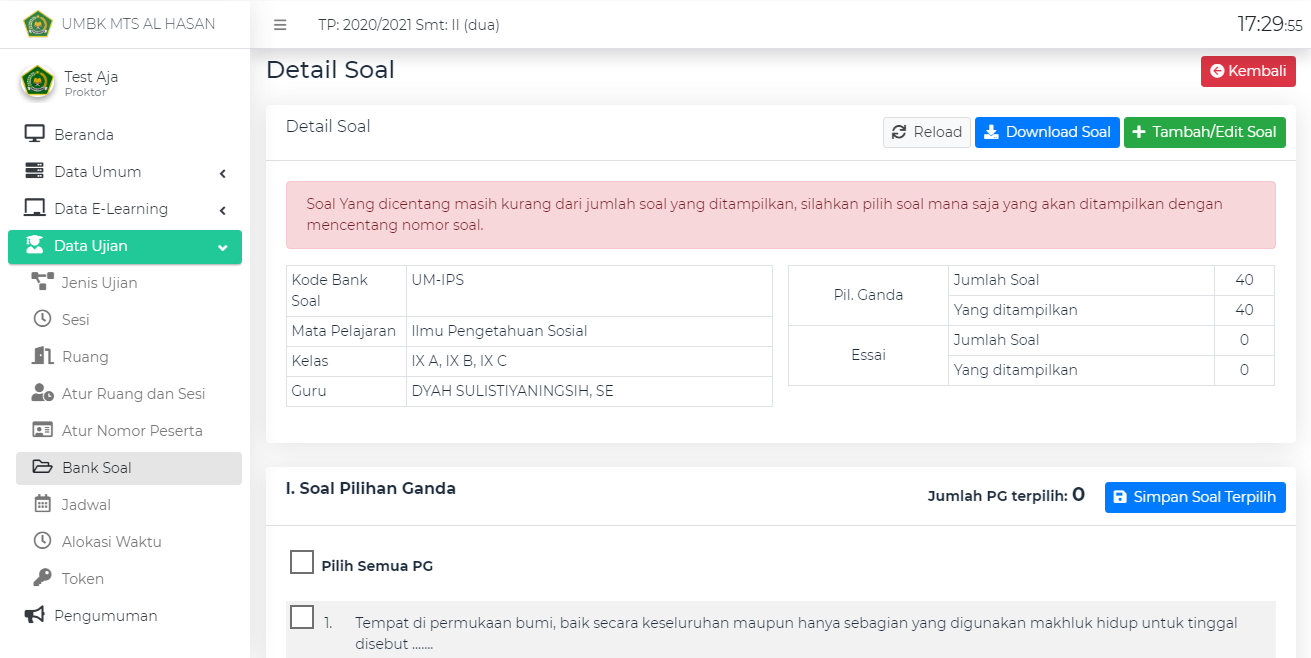 UMBK MTS AL HASAN
TP: 2020/2021 Smt: II (dua)
17:29:55
Test Aja
Proktor
Beranda
Data Umum
Data E-Learning
Data Ujian
Jenis Ujian
Sesi
Ruang
Atur Ruang dan Sesi
Atur Nomor Peserta
Bank Soal
Jadwal
Alokasi Waktu
Token
Pengumuman
Detail Soal
Kembali
Detail Soal
Reload
Download Soal
Tambah/Edit Soal
Soal Yang dicentang masih kurang dari jumlah soal yang ditampilkan, silahkan pilih soal mana saja yang akan ditampilkan dengan
mencentang nomor soal.
Kode Bank
Soal
UM-IPS
Mata Pelajaran
Ilmu Pengetahuan Sosial
Kelas
IX A, IX B, IX C
Guru
DYAH SULISTIYANINGSIH, SE
Pil. Ganda
Jumlah Soal
40
Yang ditampilkan
40
Essai
Jumlah Soal
0
Yang ditampilkan
0
I. Soal Pilihan Ganda
Jumlah PG terpilih: 0
Simpan Soal Terpilih
Pilih Semua PG
1. Tempat di permukaan bumi, baik secara keseluruhan maupun hanya sebagian yang digunakan makhluk hidup untuk tinggal
disebut .......